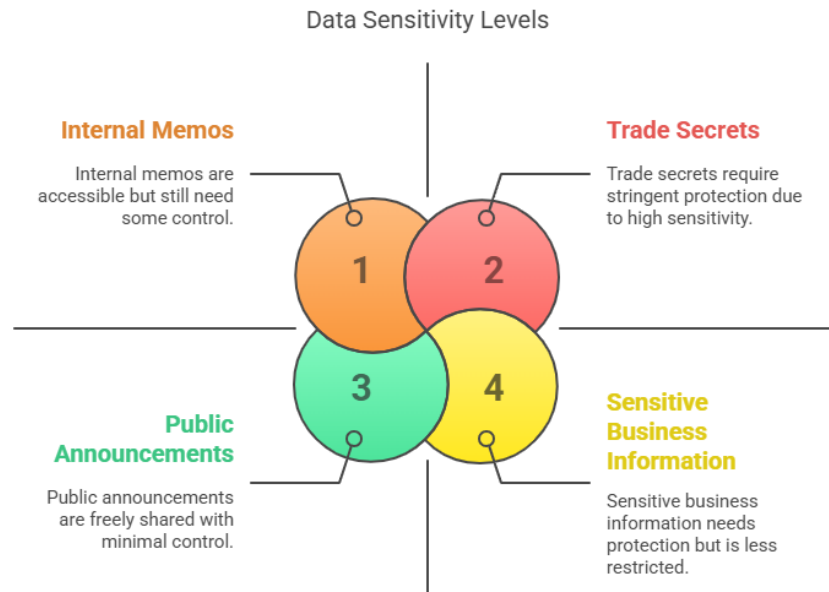 Data Sensitivity Levels
Internal Memos
Internal memos are
accessible but still need
some control.
Trade Secrets
Trade secrets require
stringent protection due
to high sensitivity.
1
2
3
4
Public
Announcements
Public announcements
are freely shared with
minimal control.
Sensitive
Business
Information
Sensitive business
information needs
protection but is less
restricted.